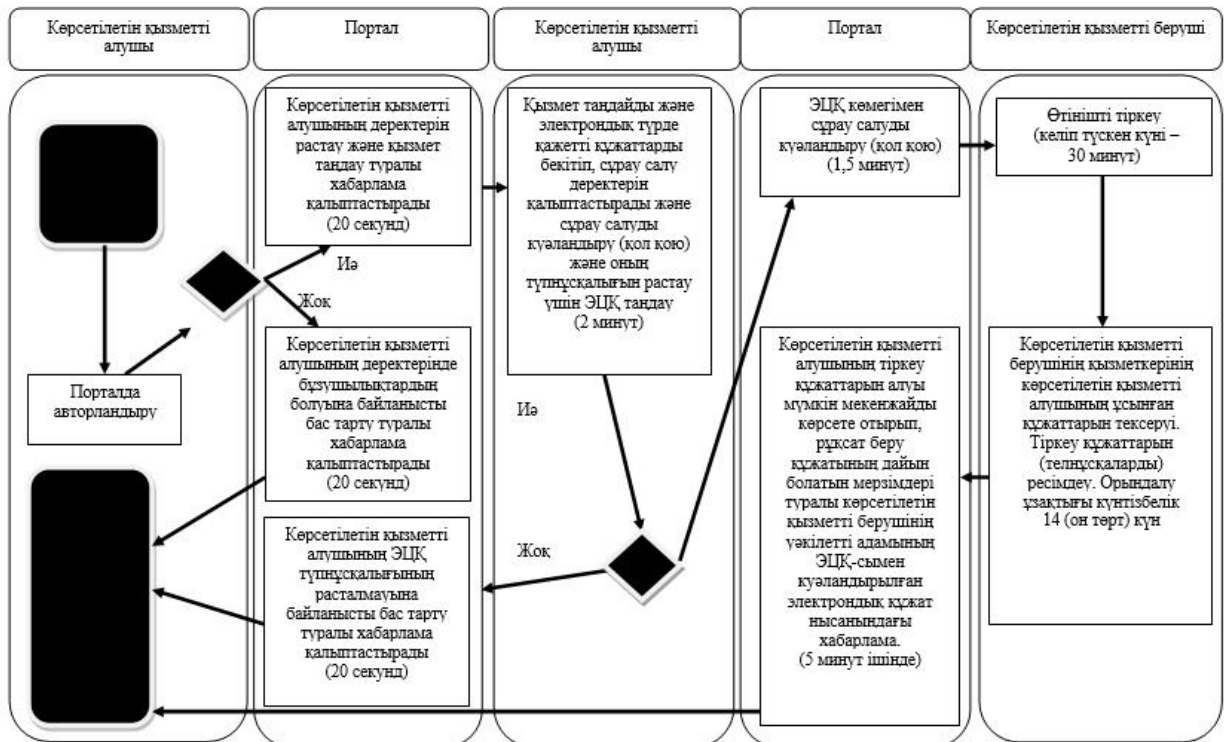 Көрсетілетін қызметті
алушы
Портал
Көрсетілетін қызметті
алушы
Портал
Көрсетілетін қызметті беруші
Порталда
авторландыру
Көрсетілетін қызметті
алушының деректерін
растау және қызмет
таңдау туралы
хабарлама
қалыптастырады
(20 секунд)
Иә
Жоқ
Көрсетілетін қызметті
алушының деректерінде
бұзушылықтардың
болуына байланысты
бас тарту туралы
хабарлама
қалыптастырады
(20 секунд)
Көрсетілетін қызметті
алушының ЭЦҚ
түпнұсқалығының
расталмауына
байланысты бас тарту
туралы хабарлама
қалыптастырады
(20 секунд)
Қызмет таңдайды және
электрондық түрде
қажетті құжаттарды
бекітіп, сұрау салу
деректерін
қалыптастырады және
сұрау салуды
куәландыру (қол қою)
және оның
түпнұсқалығын растау
үшін ЭЦҚ таңдау
(2 минут)
Иә
Жоқ
ЭЦҚ көмегімен
сұрау салуды
куәландыру (қол қою)
(1,5 минут)
Көрсетілетін қызметті
алушының тіркеу
құжаттарын алуы
мүмкін мекенжайды
көрсете отырып,
рұқсат беру
құжатының дайын
болатын мерзімдері
туралы көрсетілетін
қызметті берушінің
уәкілетті адамының
ЭЦҚ-сымен
куәландырылған
электрондық құжат
нысанындағы
хабарлама.
(5 минут ішінде)
Өтінішті тіркеу
(келіп түскен күні –
30 минут)
Көрсетілетін қызметті
берушінің қызметкерінің
көрсетілетін қызметті
алушының ұсынған
құжаттарын тексеруі.
Тіркеу құжаттарын
(телнұсқаларды)
ресімдеу. Орындалу
ұзақтығы күнтізбелік
14 (он төрт) күн